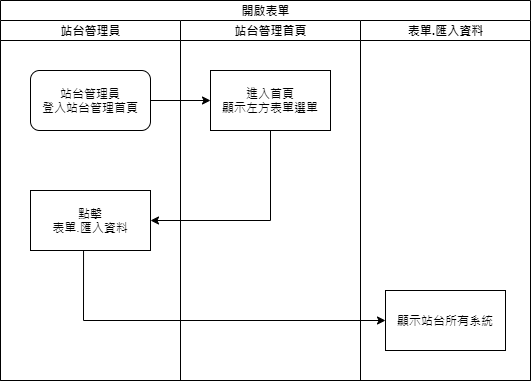 開啟表單
站台管理員
站台管理首頁
表單.匯入資料
站台管理員
登入站台管理首頁
進入首頁
顯示左方表單選單
點擊
表單.匯入資料
顯示站台所有系統